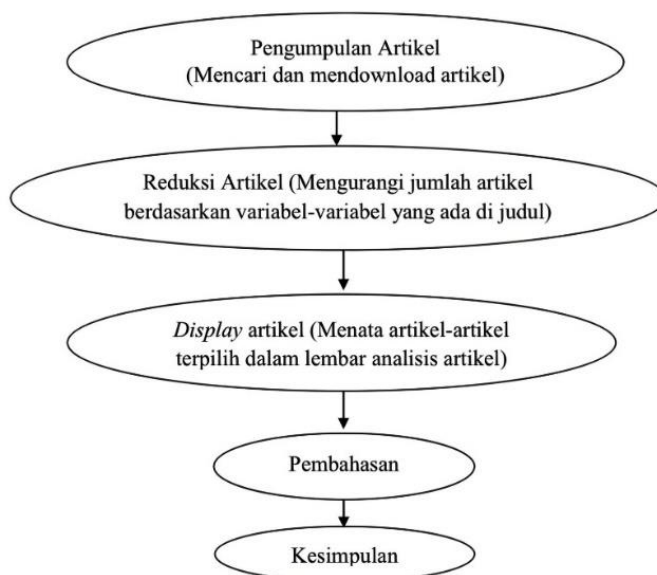 Pengumpulan Artikel
(Mencari dan mendownload artikel)
Reduksi Artikel (Mengurangi jumlah artikel
berdasarkan variabel-variabel yang ada di judul)
Display artikel (Menata artikel-artikel
terpilih dalam lembar analisis artikel)
Pembahasan
Kesimpulan